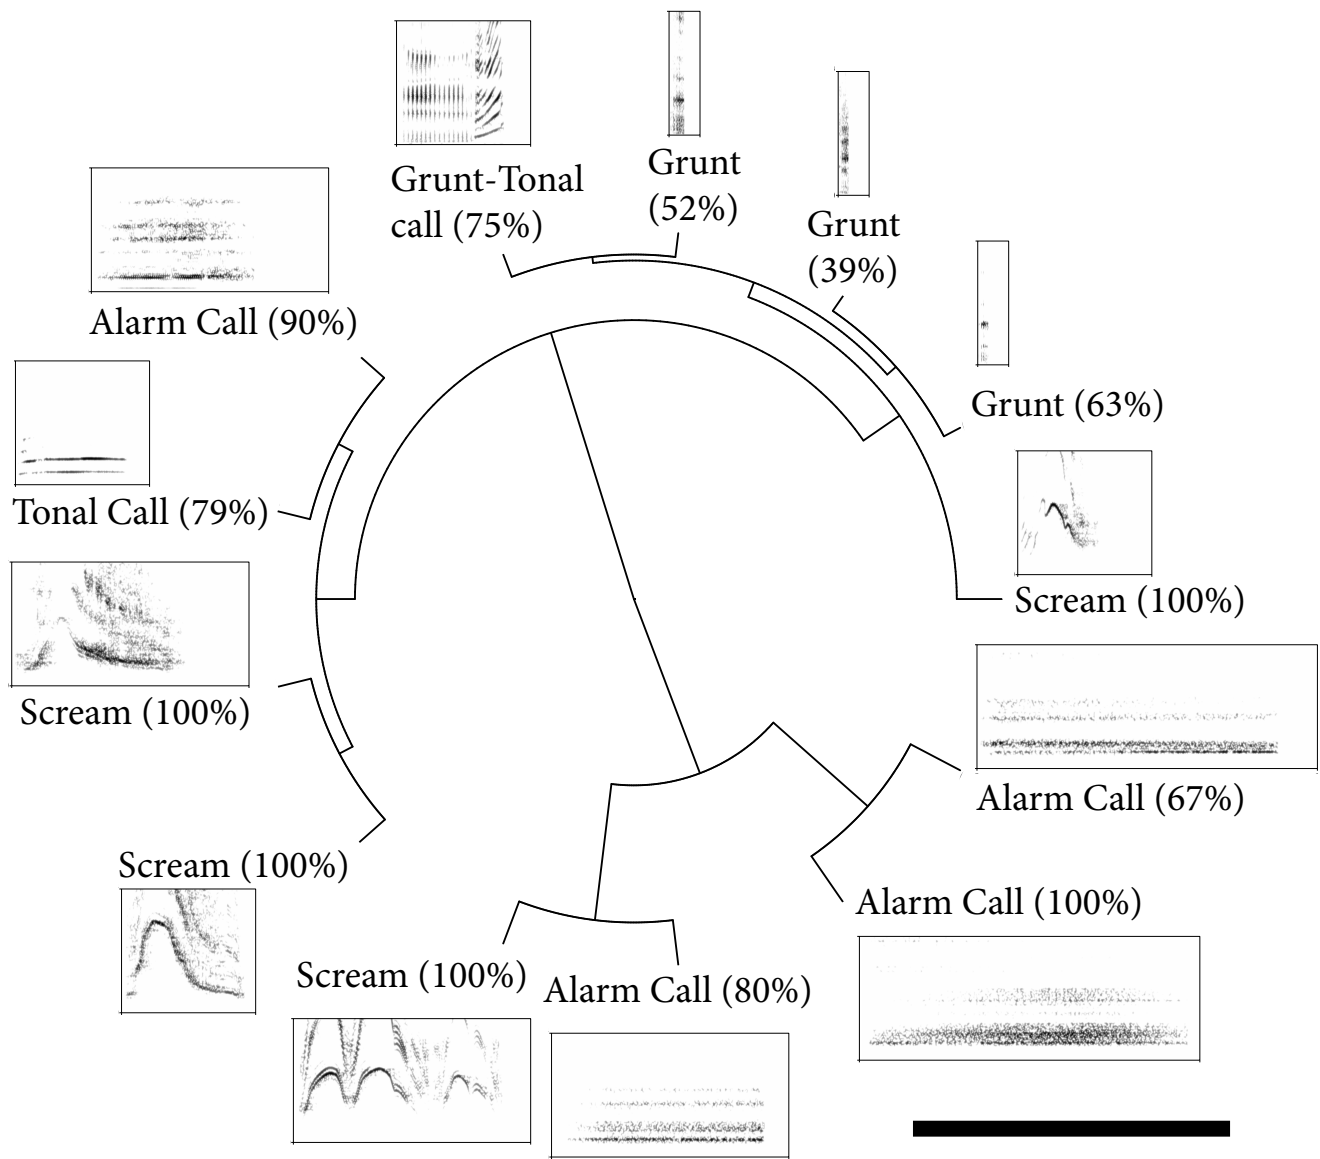 Grunt-Tonal
call (75%)
Grunt
(52%)
Grunt
(39%)
Alarm Call (90%)
Grunt (63%)
Tonal Call (79%)
Scream (100%)
Scream (100%)
Alarm Call (67%)
Scream (100%)
Alarm Call (100%)
Scream (100%)
Alarm Call (80%)